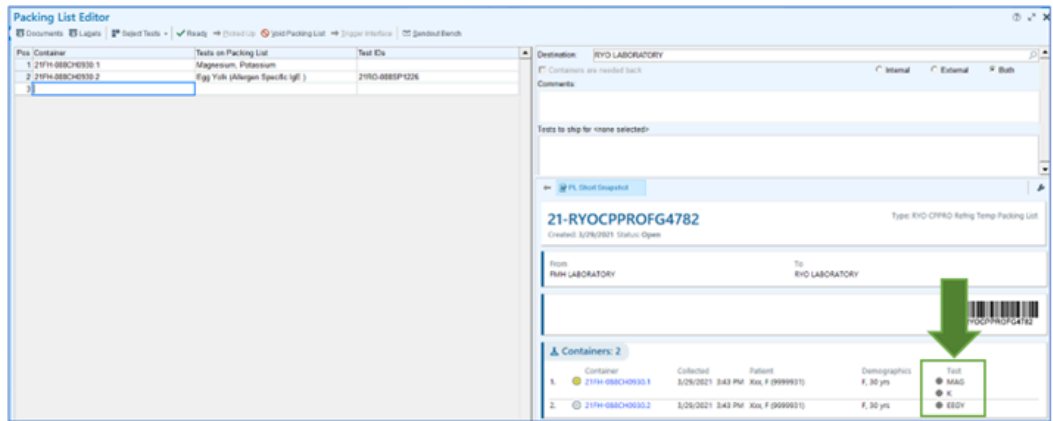 Packing List Editor
Documents Labels Select Tests Ready Picked Up Void Packing List Trigger Interface Sendout Bench
Pos Container Tests on Packing List Test IDs
1 21FH-088CH0930.1 Magnesium, Potassium
2 21FH-088CH0930.2 Egg Yolk (Allergen Specific IgE ) 21RO-088SP1226
3
Destination: RYO LABORATORY
Containers are needed back Internal External Both
Comments:
Tests to ship for <none selected>
PL Short Snapshot
21-RYOCPPROFG4782
Type: RYO CPPRO Refrig Temp Packing List
Created: 3/29/2021 Status: Open
From To
FMH LABORATORY RYO LABORATORY
YOCPPROFG4782
Containers: 2
Container Collected Patient Demographics Test
1. 21FH-088CH0930.1 3/29/2021 3:43 PM Xxx, F (9999931) F, 30 yrs MAG
K
2. 21FH-088CH0930.2 3/29/2021 3:43 PM Xxx, F (9999931) F, 30 yrs EEGY